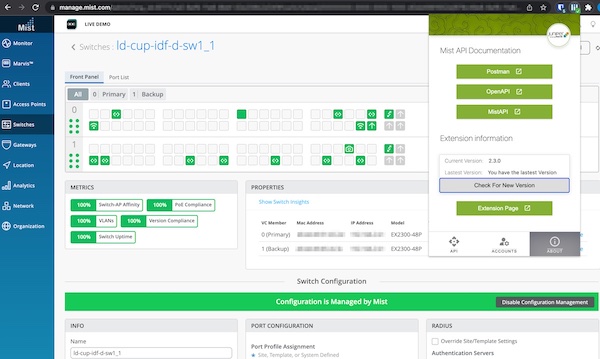 manage.mist.com/
Mist
LIVE DEMO
Monitor
Marvis™
Clients
Access Points
Switches
Gateways
Location
Analytics
Network
Organization
Switches : ld-cup-idf-d-sw1_1
Front Panel Port List
All 0 Primary 1 Backup
0
1
METRICS
100% Switch-AP Affinity 100% PoE Compliance
100% VLANs 100% Version Compliance
100% Switch Uptime
PROPERTIES
Show Switch Insights
VC Member Mac Address IP Address Model
0 (Primary) EX2300-48P
1 (Backup) EX2300-48P
Switch Configuration
Configuration is Managed by Mist
Disable Configuration Management
INFO
Name
ld-cup-idf-d-sw1_1
PORT CONFIGURATION
Port Profile Assignment
Site, Template, or System Defined
RADIUS
Override Site/Template Settings
Authentication Servers
Mist API Documentation
Postman
OpenAPI
MistAPI
Extension information
Current Version: 2.3.0
Lastest Version: You have the lastest Version
Check For New Version
Extension Page
API ACCOUNTS ABOUT